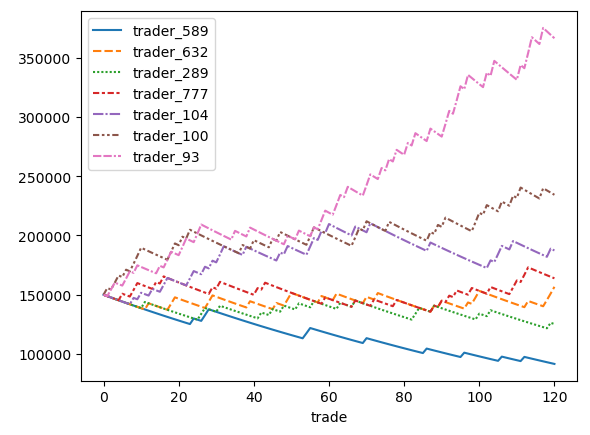 trader_589
trader_632
trader_289
trader_777
trader_104
trader_100
trader_93
350000
300000
250000
200000
150000
100000
0 20 40 60 80 100 120
trade